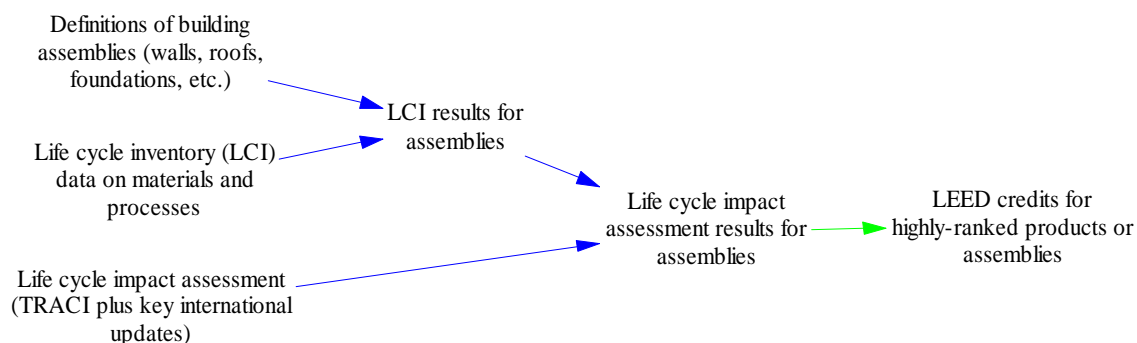 Definitions of building
assemblies (walls, roofs,
foundations, etc.)
LCI results for
assemblies
Life cycle inventory (LCI)
data on materials and
processes
Life cycle impact
assessment results for
assemblies
LEED credits for
highly-ranked products or
assemblies
Life cycle impact assessment
(TRACI plus key international
updates)